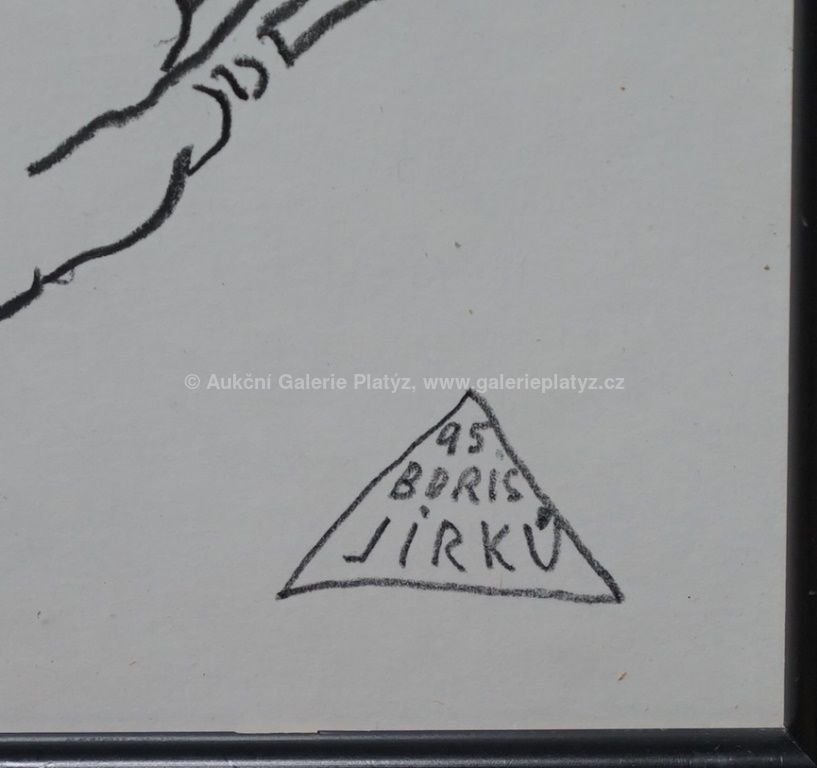 © Aukční Galerie Platýz, www.galerieplatyz.cz
95
BORIS
JIRKŮ